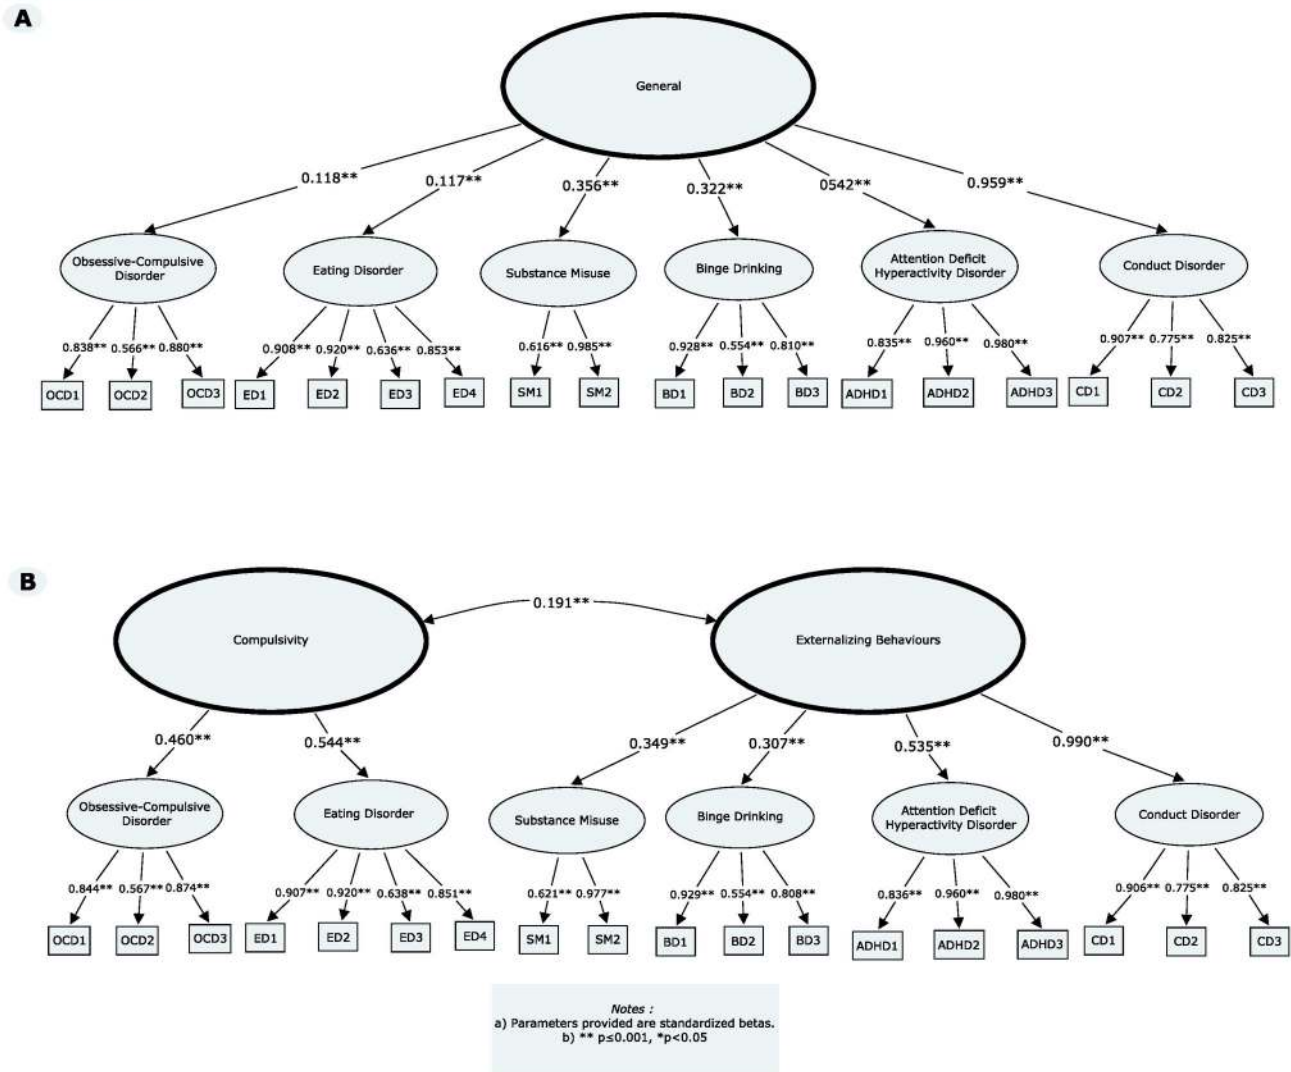 A
General
0.118**
0.117**
0.356**
0.322**
0542**
0.959**
Obsessive-Compulsive
Disorder
Eating Disorder
Substance Misuse
Binge Drinking
Attention Deficit
Hyperactivity Disorder
Conduct Disorder
0.838** 0.566** 0.880**
0.908** 0.920** 0.636** 0.853**
0.616** 0.985**
0.928** 0.554** 0.810**
0.835** 0.960** 0.980**
0.907** 0.775** 0.825**
OCD1 OCD2 OCD3
ED1 ED2 ED3 ED4
SM1 SM2
BD1 BD2 BD3
ADHD1 ADHD2 ADHD3
CD1 CD2 CD3
B
Compulsivity
0.191**
Externalizing Behaviours
0.460**
0.544**
0.349**
0.307**
0.535**
0.990**
Obsessive-Compulsive
Disorder
Eating Disorder
Substance Misuse
Binge Drinking
Attention Deficit
Hyperactivity Disorder
Conduct Disorder
0.844** 0.567** 0.874**
0.907** 0.920** 0.638** 0.851**
0.621** 0.977**
0.929** 0.554** 0.808**
0.836** 0.960** 0.980**
0.906** 0.775** 0.825**
OCD1 OCD2 OCD3
ED1 ED2 ED3 ED4
SM1 SM2
BD1 BD2 BD3
ADHD1 ADHD2 ADHD3
CD1 CD2 CD3
Notes :
a) Parameters provided are standardized betas.
b) ** p≤0.001, *p<0.05